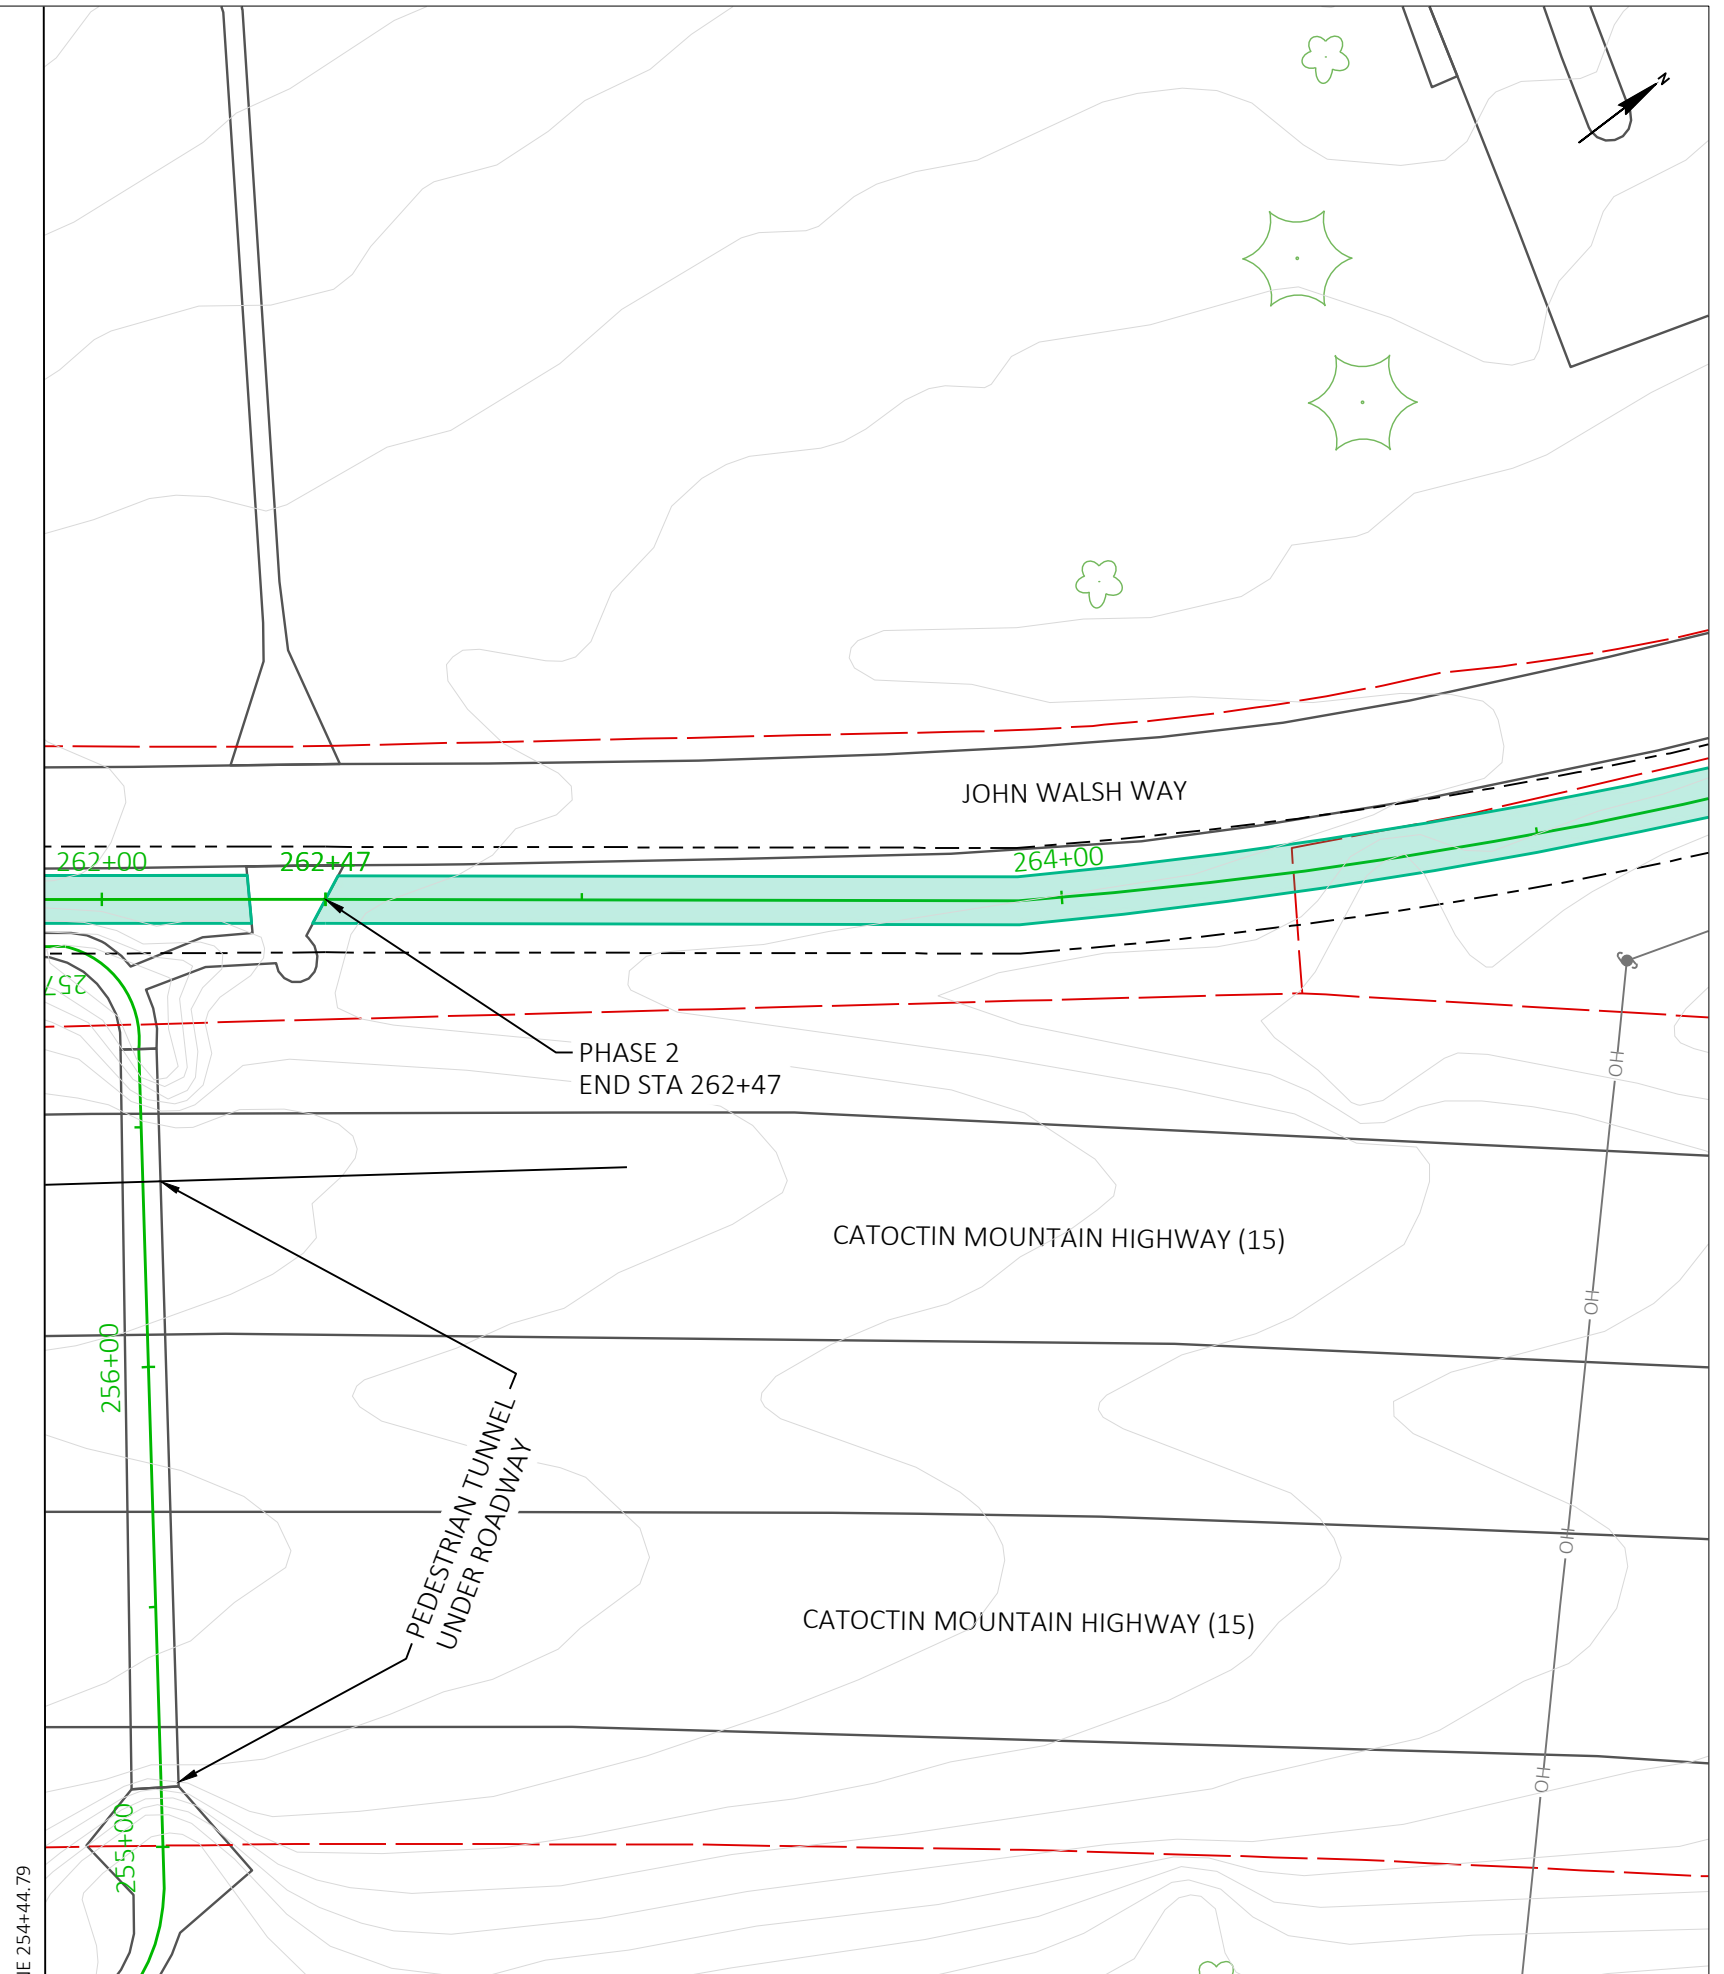 N
JOHN WALSH WAY
262+00
262+47
264+00
257
PHASE 2
END STA 262+47
OH
CATOCTIN MOUNTAIN HIGHWAY (15)
OH
256+00
PEDESTRIAN TUNNEL
UNDER ROADWAY
OH
CATOCTIN MOUNTAIN HIGHWAY (15)
OH
255+00
254+44.79